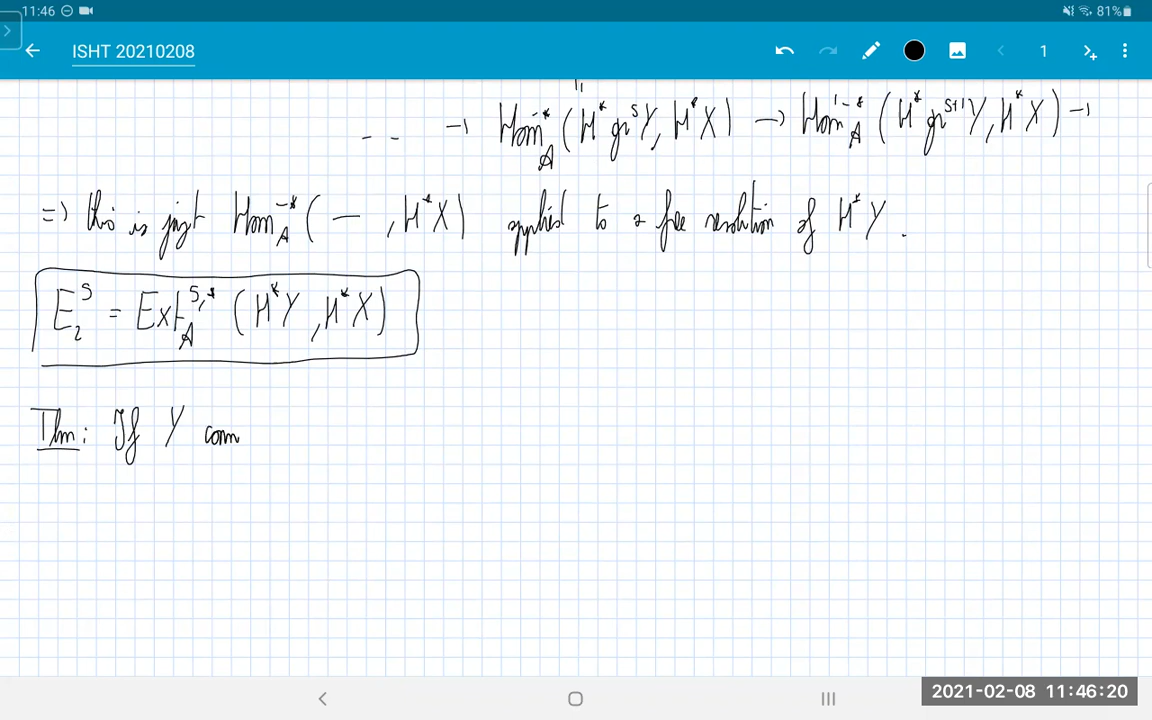 11:46
81%
ISHT 20210208
1
-- → Hom_A^{-*}(H^* gr^s Y, H^* X) → Hom_A^{1-*}(H^* gr^{s+1} Y, H^* X) →
=> this is just Hom_A^{-*}( — , H^* X) applied to a free resolution of H^* Y.
E_2^s = Ext_A^{s,*}(H^* Y, H^* X)
Thm: If Y conn
2021-02-08 11:46:20